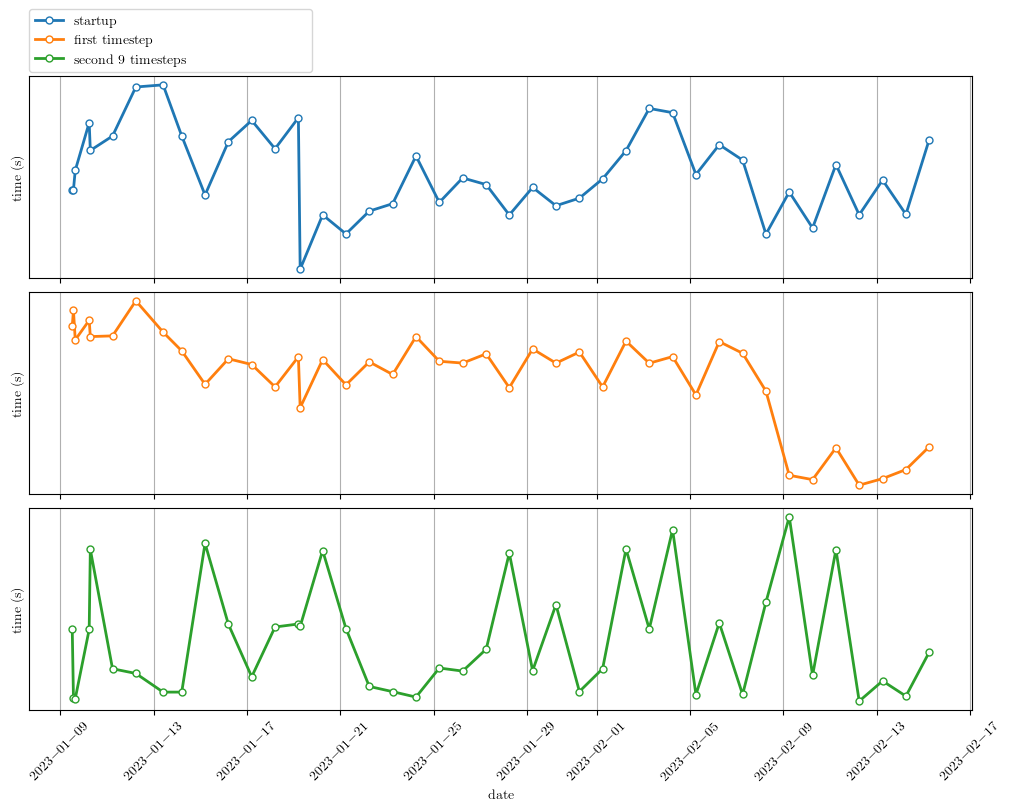 startup
first timestep
second 9 timesteps
time (s)
time (s)
time (s)
2023−01−09
2023−01−13
2023−01−17
2023−01−21
2023−01−25
2023−01−29
2023−02−01
2023−02−05
2023−02−09
2023−02−13
2023−02−17
date